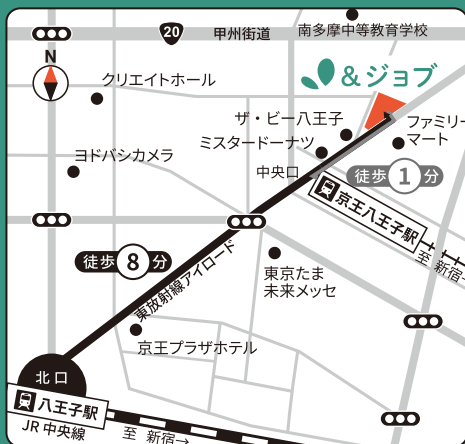 20
甲州街道
南多摩中等教育学校
N
クリエイトホール
&ジョブ
ザ・ビー八王子
ファミリー
マート
ミスタードーナツ
ヨドバシカメラ
中央口
徒歩1分
京王八王子駅
至 新宿→
徒歩8分
東放射線アイロード
東京たま
未来メッセ
京王プラザホテル
北口
八王子駅
JR 中央線
至 新宿→